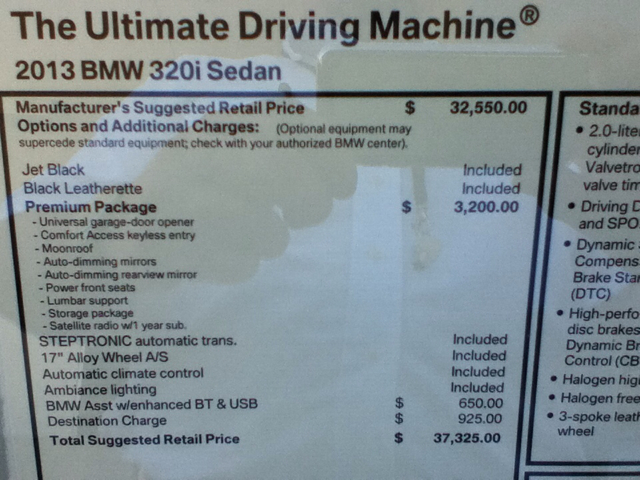 The Ultimate Driving Machine®
2013 BMW 320i Sedan
Manufacturer's Suggested Retail Price $ 32,550.00
Options and Additional Charges: (Optional equipment may
supercede standard equipment; check with your authorized BMW center).
Jet Black Included
Black Leatherette Included
Premium Package $ 3,200.00
- Universal garage-door opener
- Comfort Access keyless entry
- Moonroof
- Auto-dimming mirrors
- Auto-dimming rearview mirror
- Power front seats
- Lumbar support
- Storage package
- Satellite radio w/1 year sub.
STEPTRONIC automatic trans. Included
17" Alloy Wheel A/S Included
Automatic climate control Included
Ambiance lighting Included
BMW Asst w/enhanced BT & USB $ 650.00
Destination Charge $ 925.00
Total Suggested Retail Price $ 37,325.00
Standa
• 2.0-lite
cylinder
Valvetro
valve tim
• Driving D
and SPO
• Dynamic
Compens
Brake Stan
(DTC)
• High-perfo
disc brakes
Dynamic Br
Control (CB
• Halogen hig
• Halogen free
• 3-spoke leath
wheel